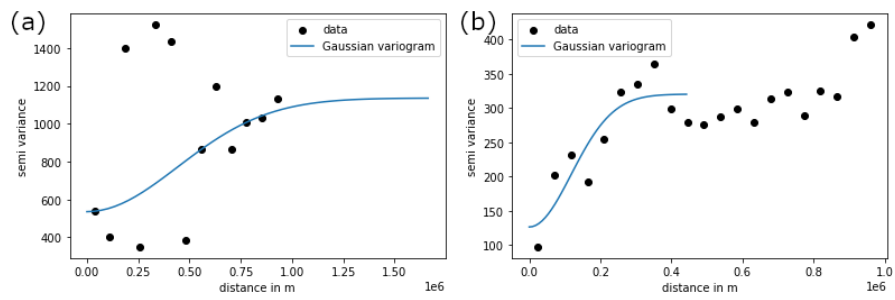 (a)
data
Gaussian variogram
semi variance
1400
1200
1000
800
600
400
0.00 0.25 0.50 0.75 1.00 1.25 1.50
distance in m
1e6
(b)
data
Gaussian variogram
semi variance
400
350
300
250
200
150
100
0.0 0.2 0.4 0.6 0.8 1.0
distance in m
1e6